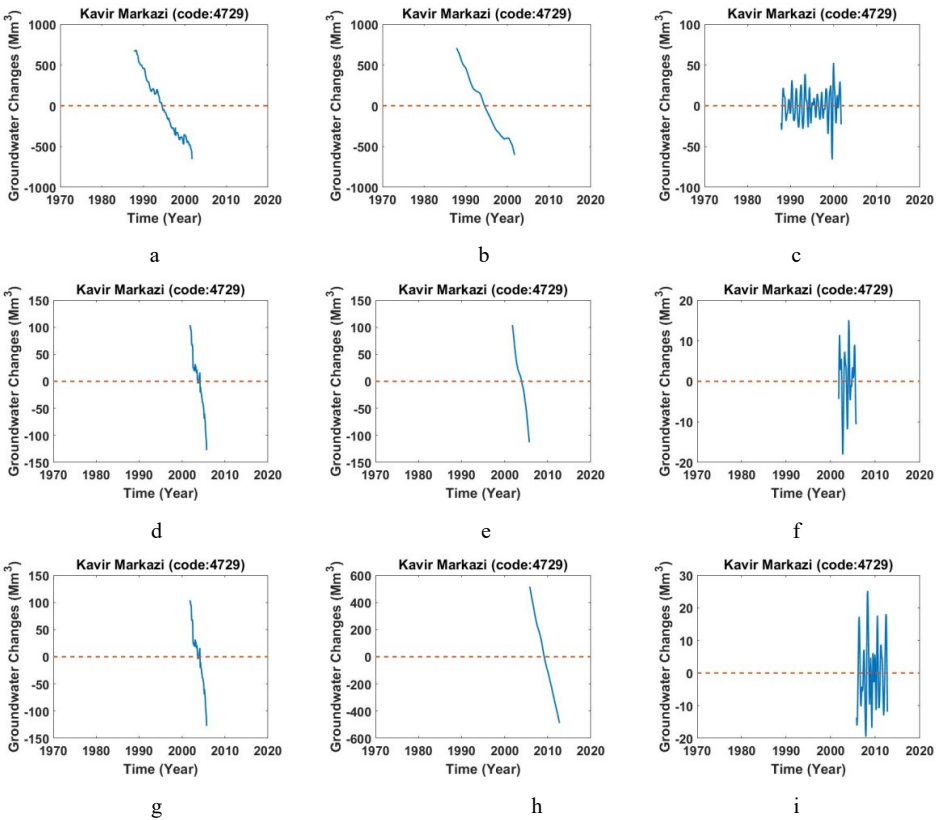 Kavir Markazi (code:4729)
Groundwater Changes (Mm³)
1000
500
0
-500
-1000
1970 1980 1990 2000 2010 2020
Time (Year)
a
Kavir Markazi (code:4729)
Groundwater Changes (Mm³)
1000
500
0
-500
-1000
1970 1980 1990 2000 2010 2020
Time (Year)
b
Kavir Markazi (code:4729)
Groundwater Changes (Mm³)
100
50
0
-50
-100
1970 1980 1990 2000 2010 2020
Time (Year)
c
Kavir Markazi (code:4729)
Groundwater Changes (Mm³)
150
100
50
0
-50
-100
-150
1970 1980 1990 2000 2010 2020
Time (Year)
d
Kavir Markazi (code:4729)
Groundwater Changes (Mm³)
150
100
50
0
-50
-100
-150
1970 1980 1990 2000 2010 2020
Time (Year)
e
Kavir Markazi (code:4729)
Groundwater Changes (Mm³)
20
10
0
-10
-20
1970 1980 1990 2000 2010 2020
Time (Year)
f
Kavir Markazi (code:4729)
Groundwater Changes (Mm³)
150
100
50
0
-50
-100
-150
1970 1980 1990 2000 2010 2020
Time (Year)
g
Kavir Markazi (code:4729)
Groundwater Changes (Mm³)
600
400
200
0
-200
-400
-600
1970 1980 1990 2000 2010 2020
Time (Year)
h
Kavir Markazi (code:4729)
Groundwater Changes (Mm³)
30
20
10
0
-10
-20
1970 1980 1990 2000 2010 2020
Time (Year)
i